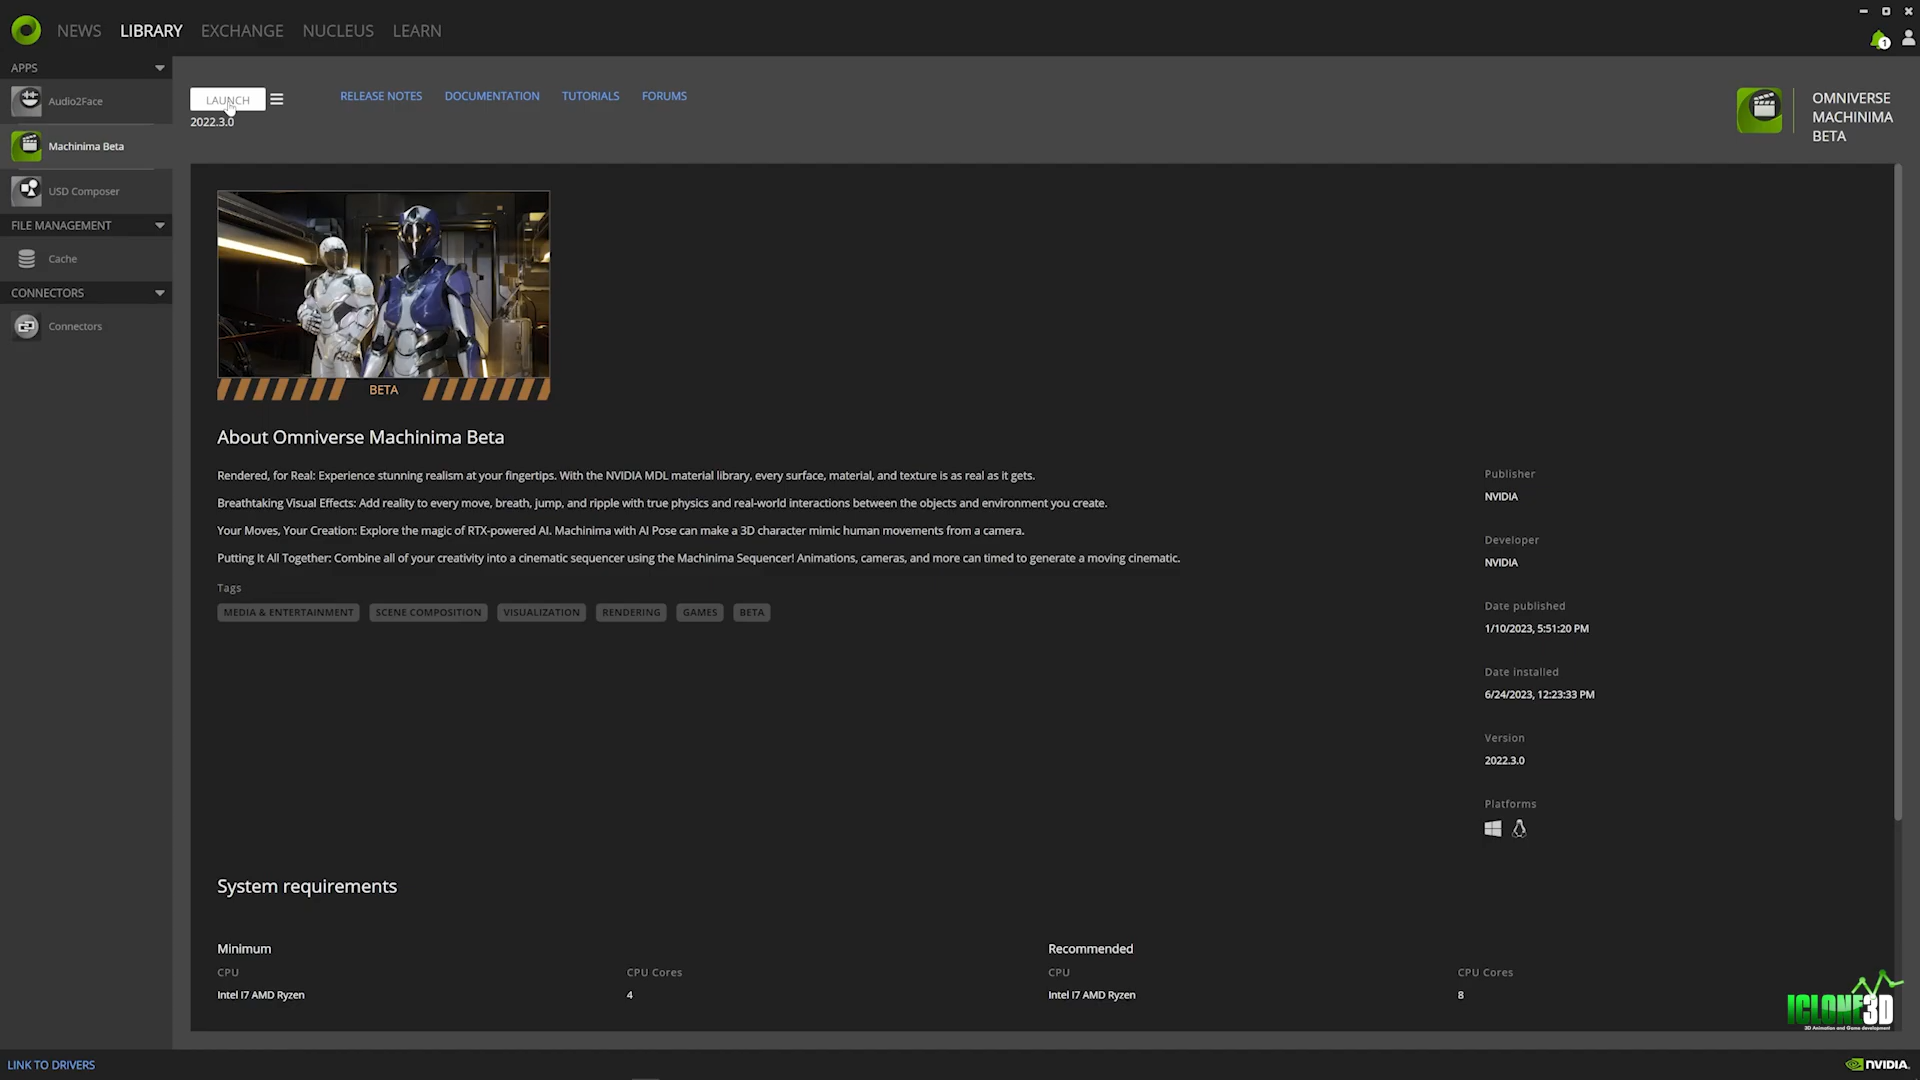 NEWS LIBRARY EXCHANGE NUCLEUS LEARN
1
APPS
Audio2Face
Machinima Beta
USD Composer
FILE MANAGEMENT
Cache
CONNECTORS
Connectors
LAUNCH
2022.3.0
RELEASE NOTES DOCUMENTATION TUTORIALS FORUMS
OMNIVERSE
MACHINIMA
BETA
BETA
About Omniverse Machinima Beta
Rendered, for Real: Experience stunning realism at your fingertips. With the NVIDIA MDL material library, every surface, material, and texture is as real as it gets.
Breathtaking Visual Effects: Add reality to every move, breath, jump, and ripple with true physics and real-world interactions between the objects and environment you create.
Your Moves, Your Creation: Explore the magic of RTX-powered AI. Machinima with AI Pose can make a 3D character mimic human movements from a camera.
Putting It All Together: Combine all of your creativity into a cinematic sequencer using the Machinima Sequencer! Animations, cameras, and more can timed to generate a moving cinematic.
Tags
MEDIA & ENTERTAINMENT SCENE COMPOSITION VISUALIZATION RENDERING GAMES BETA
Publisher
NVIDIA
Developer
NVIDIA
Date published
1/10/2023, 5:51:20 PM
Date installed
6/24/2023, 12:23:33 PM
Version
2022.3.0
Platforms
System requirements
Minimum
CPU CPU Cores
Intel I7 AMD Ryzen 4
Recommended
CPU CPU Cores
Intel I7 AMD Ryzen 8
ICLONE3D
3D Animation and Game development
LINK TO DRIVERS
NVIDIA.